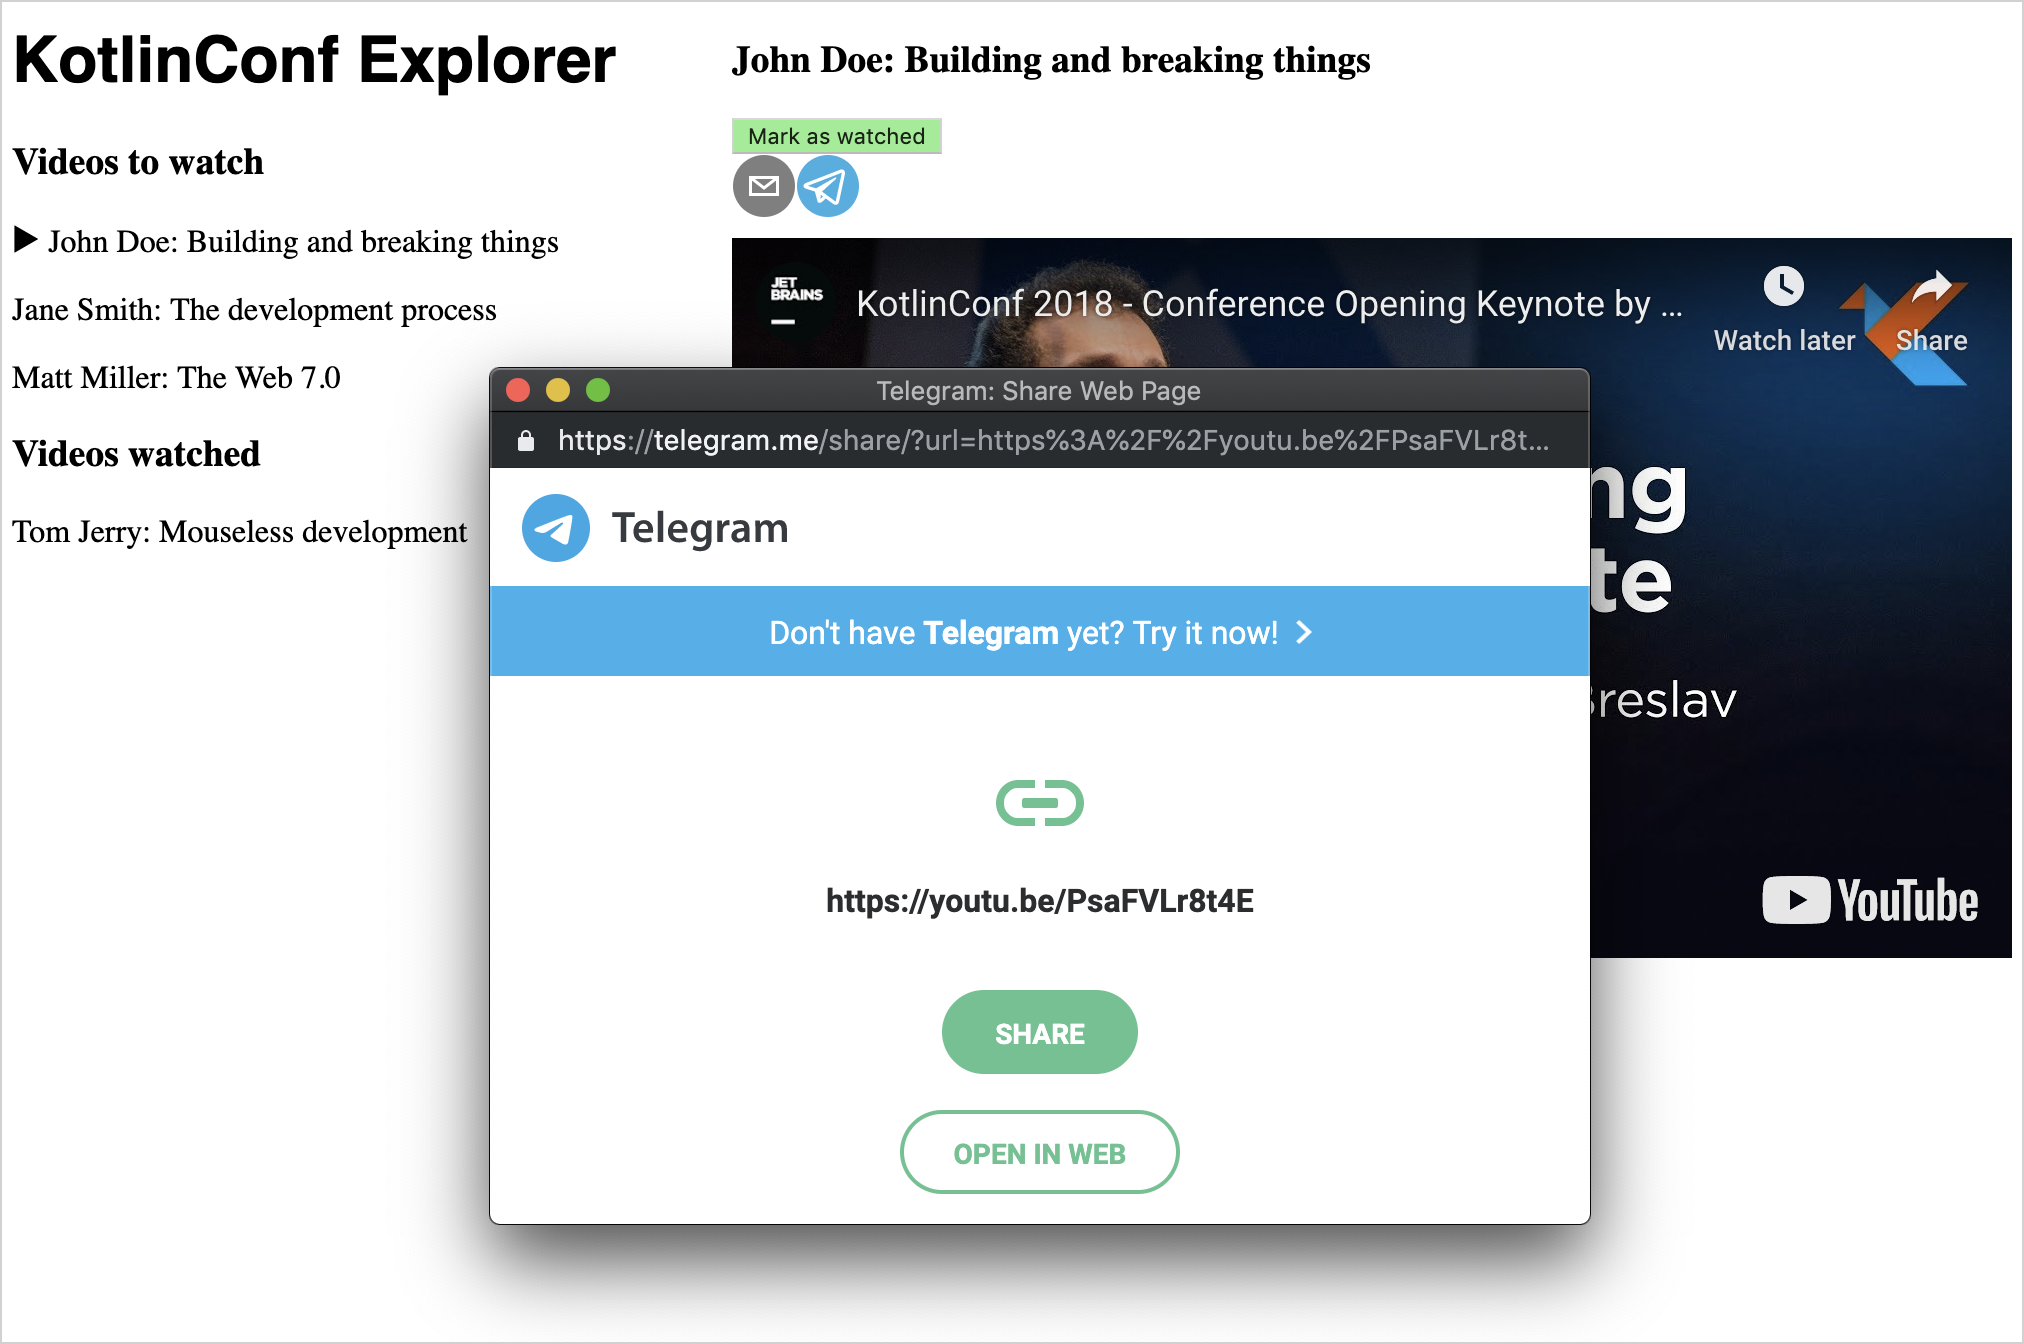 KotlinConf Explorer
Videos to watch
▶ John Doe: Building and breaking things
Jane Smith: The development process
Matt Miller: The Web 7.0
Videos watched
Tom Jerry: Mouseless development
John Doe: Building and breaking things
Mark as watched
JET
BRAINS
KotlinConf 2018 - Conference Opening Keynote by ...
Watch later
Share
ng
te
reslav
YouTube
Telegram: Share Web Page
https://telegram.me/share/?url=https%3A%2F%2Fyoutu.be%2FPsaFVLr8t...
Telegram
Don't have Telegram yet? Try it now!
https://youtu.be/PsaFVLr8t4E
SHARE
OPEN IN WEB